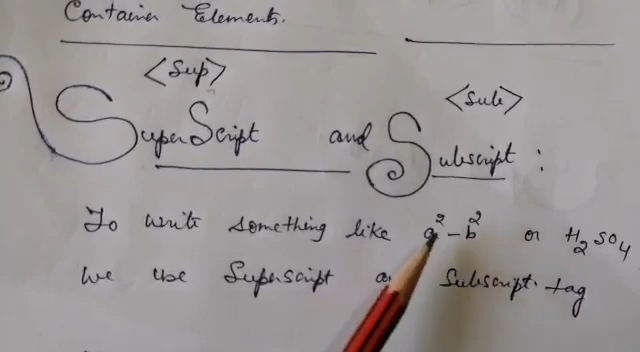 Container Elements.
<Sup> <Sub>
SuperScript and Subscript :
To write something like a²-b² or H₂SO₄
We use Superscript Subscript tag